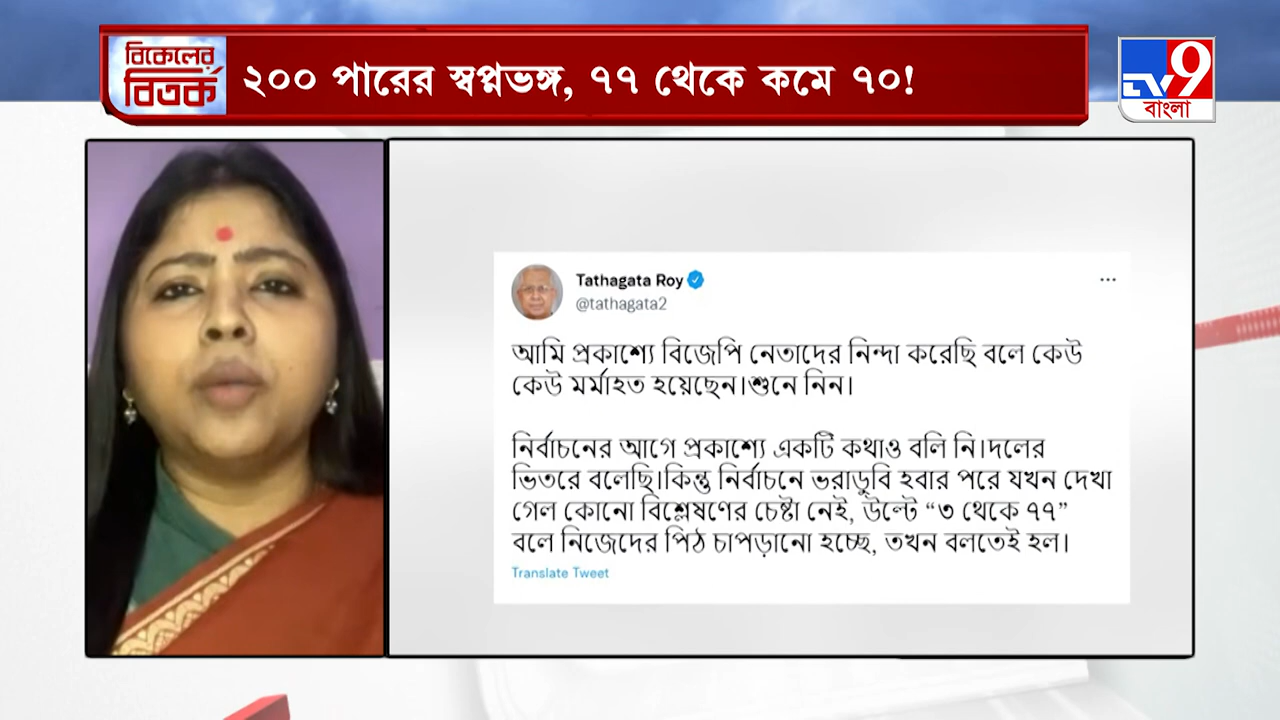 বিকেলের
বিতর্ক
২০০ পারের স্বপ্নভঙ্গ, ৭৭ থেকে কমে ৭০!
TV9
বাংলা
Tathagata Roy
@tathagata2
আমি প্রকাশ্যে বিজেপি নেতাদের নিন্দা করেছি বলে কেউ
কেউ মর্মাহত হয়েছেন।শুনে নিন।
নির্বাচনের আগে প্রকাশ্যে একটি কথাও বলি নি।দলের
ভিতরে বলেছি।কিন্তু নির্বাচনে ভরাডুবি হবার পরে যখন দেখা
গেল কোনো বিশ্লেষণের চেষ্টা নেই, উল্টে “৩ থেকে ৭৭”
বলে নিজেদের পিঠ চাপড়ানো হচ্ছে, তখন বলতেই হল।
Translate Tweet